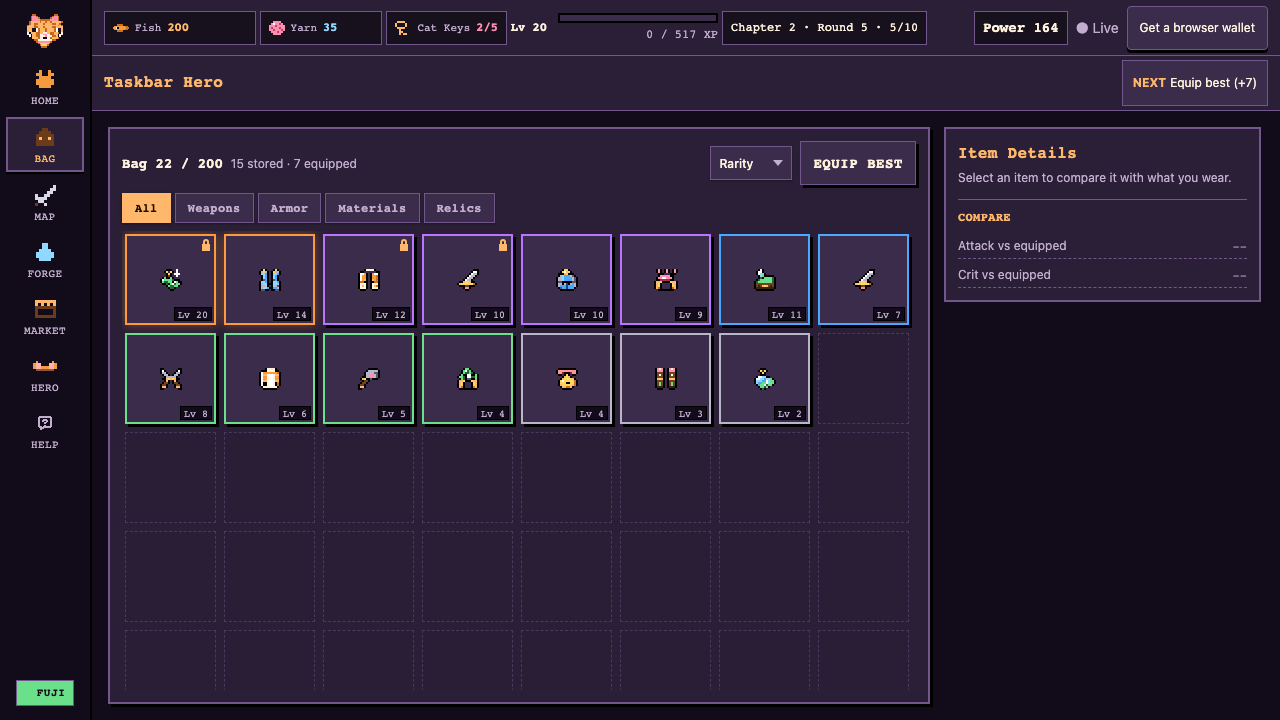 Fish 200
Yarn 35
Cat Keys 2/5
Lv 20
0 / 517 XP
Chapter 2 · Round 5 · 5/10
Power 164
Live
Get a browser wallet
HOME
BAG
MAP
FORGE
MARKET
HERO
HELP
FUJI
Taskbar Hero
NEXT Equip best (+7)
Bag 22 / 200 15 stored · 7 equipped
Rarity
EQUIP BEST
All
Weapons
Armor
Materials
Relics
Lv 20
Lv 14
Lv 12
Lv 10
Lv 10
Lv 9
Lv 11
Lv 7
Lv 8
Lv 6
Lv 5
Lv 4
Lv 4
Lv 3
Lv 2
Item Details
Select an item to compare it with what you wear.
COMPARE
Attack vs equipped --
Crit vs equipped --